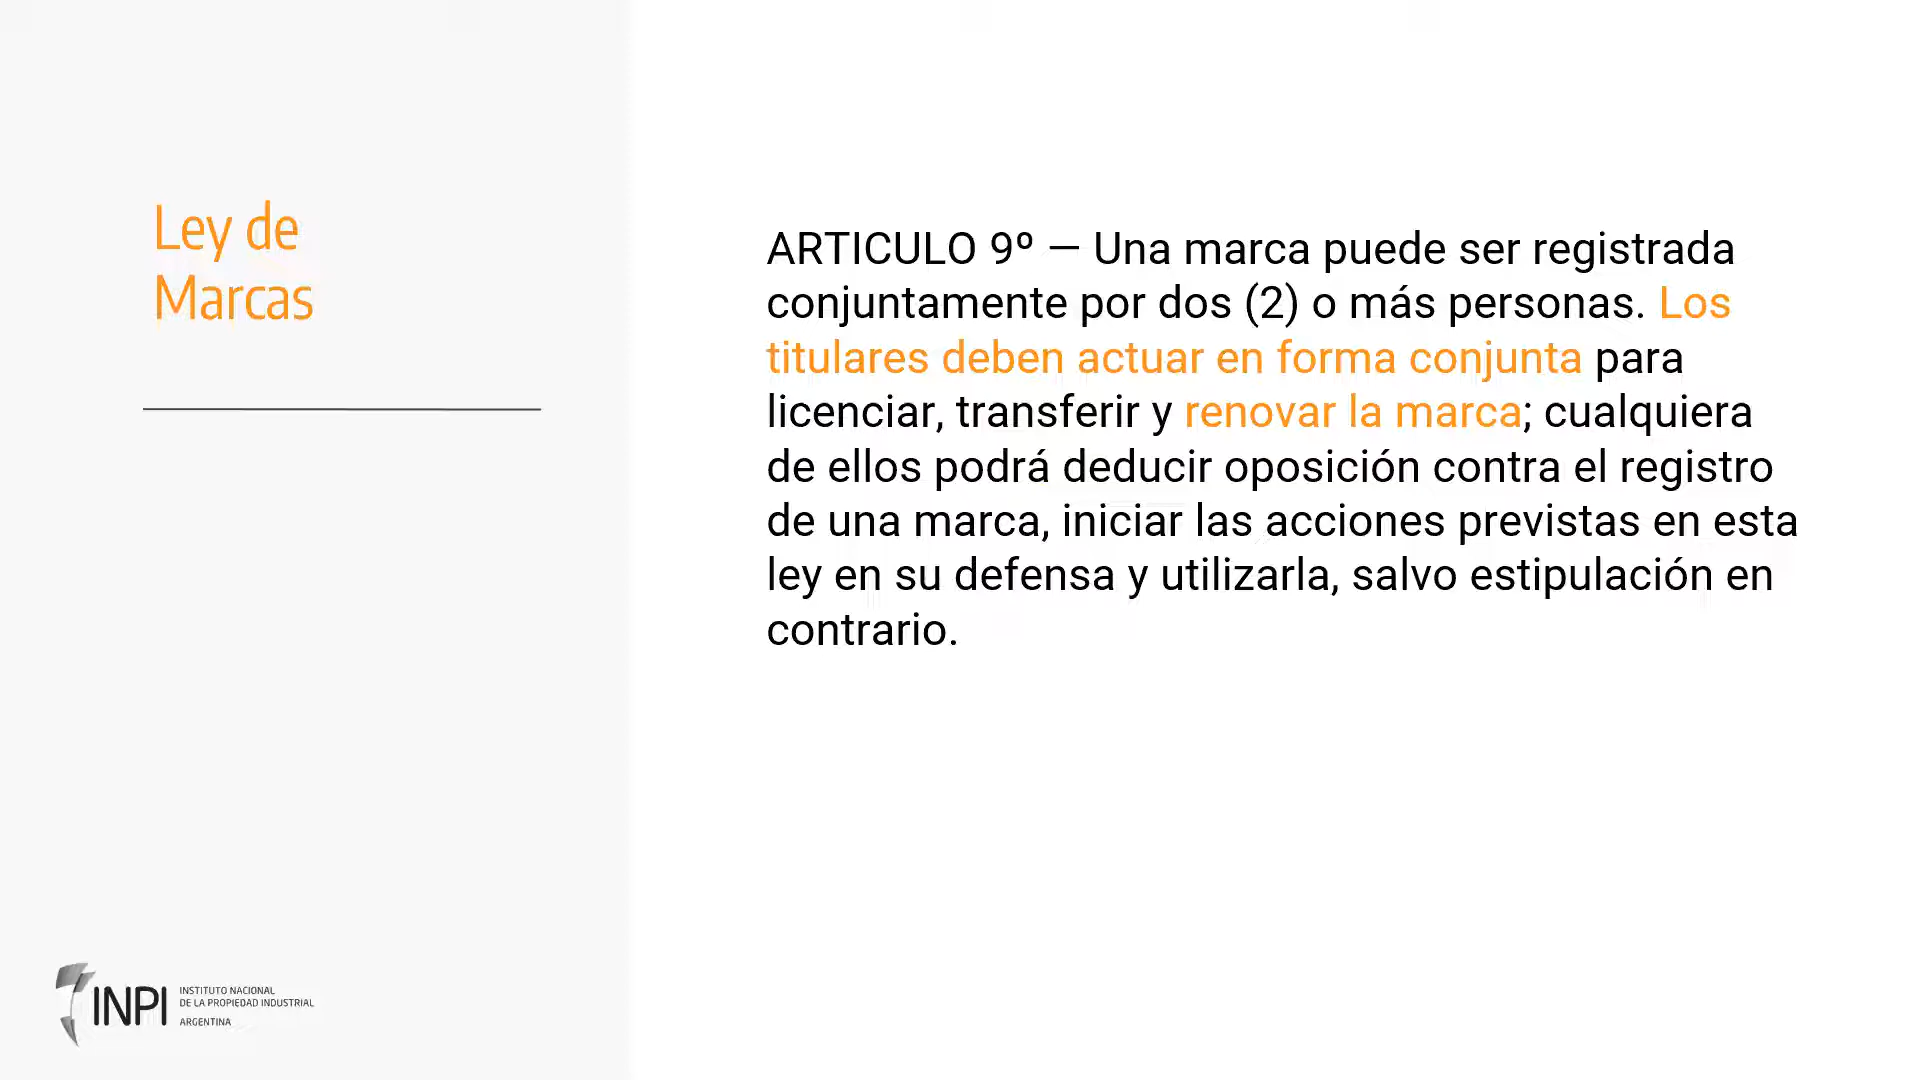 Ley de
Marcas
ARTICULO 9º — Una marca puede ser registrada
conjuntamente por dos (2) o más personas. Los
titulares deben actuar en forma conjunta para
licenciar, transferir y renovar la marca; cualquiera
de ellos podrá deducir oposición contra el registro
de una marca, iniciar las acciones previstas en esta
ley en su defensa y utilizarla, salvo estipulación en
contrario.
INPI
INSTITUTO NACIONAL
DE LA PROPIEDAD INDUSTRIAL
ARGENTINA